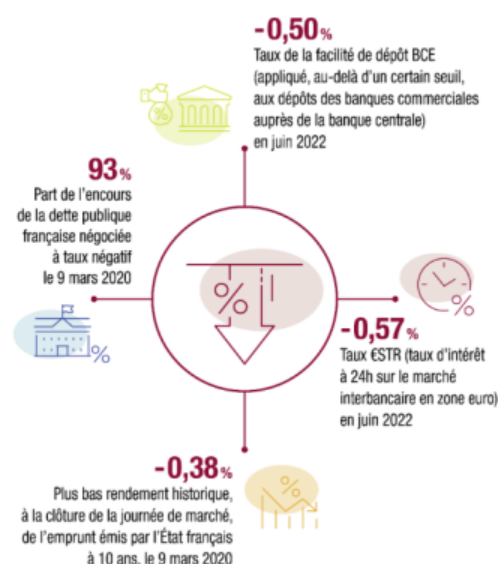 -0,50%
Taux de la facilité de dépôt BCE
(appliqué, au-delà d'un certain seuil,
aux dépôts des banques commerciales
auprès de la banque centrale)
en juin 2022
%
93%
Part de l'encours
de la dette publique
française négociée
à taux négatif
le 9 mars 2020
%
%
%
-0,57%
Taux €STR (taux d'intérêt
à 24h sur le marché
interbancaire en zone euro)
en juin 2022
-0,38%
Plus bas rendement historique,
à la clôture de la journée de marché,
de l'emprunt émis par l'État français
à 10 ans, le 9 mars 2020
%